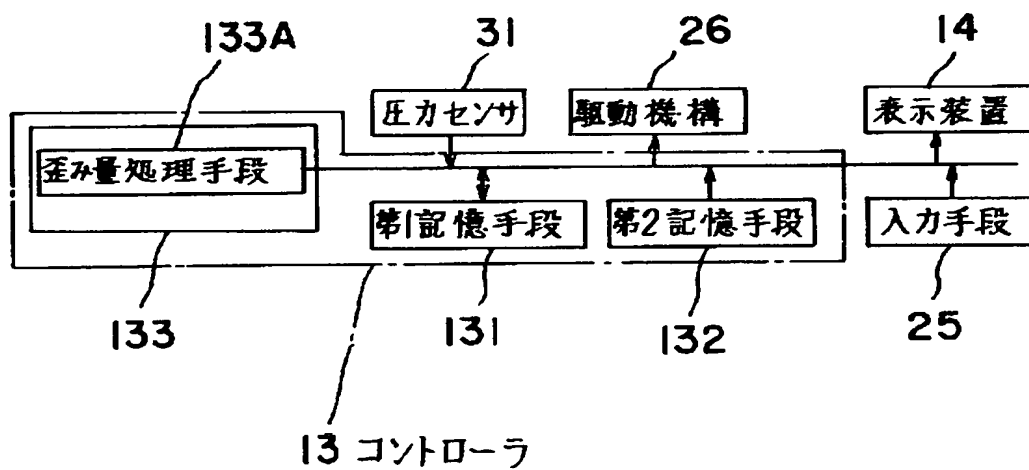 133A
31
26
14
圧力センサ
駆動機構
表示装置
歪み量処理手段
第1記憶手段
第2記憶手段
入力手段
133
131
132
25
13 コントローラ